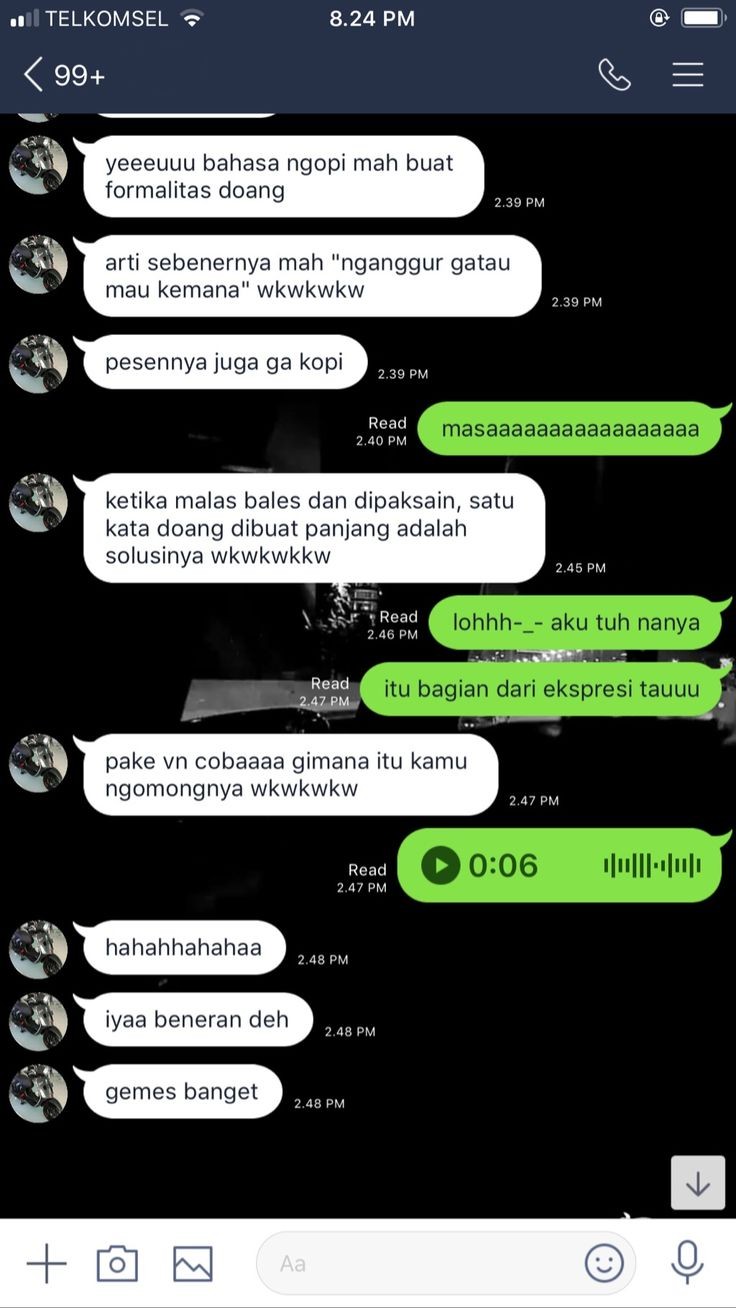 TELKOMSEL 8.24 PM
99+
yeeeuuu bahasa ngopi mah buat
formalitas doang
2.39 PM
arti sebenernya mah "nganggur gatau
mau kemana" wkwkwkw
2.39 PM
pesennya juga ga kopi
2.39 PM
Read
2.40 PM
masaaaaaaaaaaaaaaaaa
ketika malas bales dan dipaksain, satu
kata doang dibuat panjang adalah
solusinya wkwkwkkw
2.45 PM
Read
2.46 PM
lohhh-_- aku tuh nanya
Read
2.47 PM
itu bagian dari ekspresi tauuu
pake vn cobaaaa gimana itu kamu
ngomongnya wkwkwkw
2.47 PM
Read
2.47 PM
0:06
hahahhahahaa
2.48 PM
iyaa beneran deh
2.48 PM
gemes banget
2.48 PM
Aa